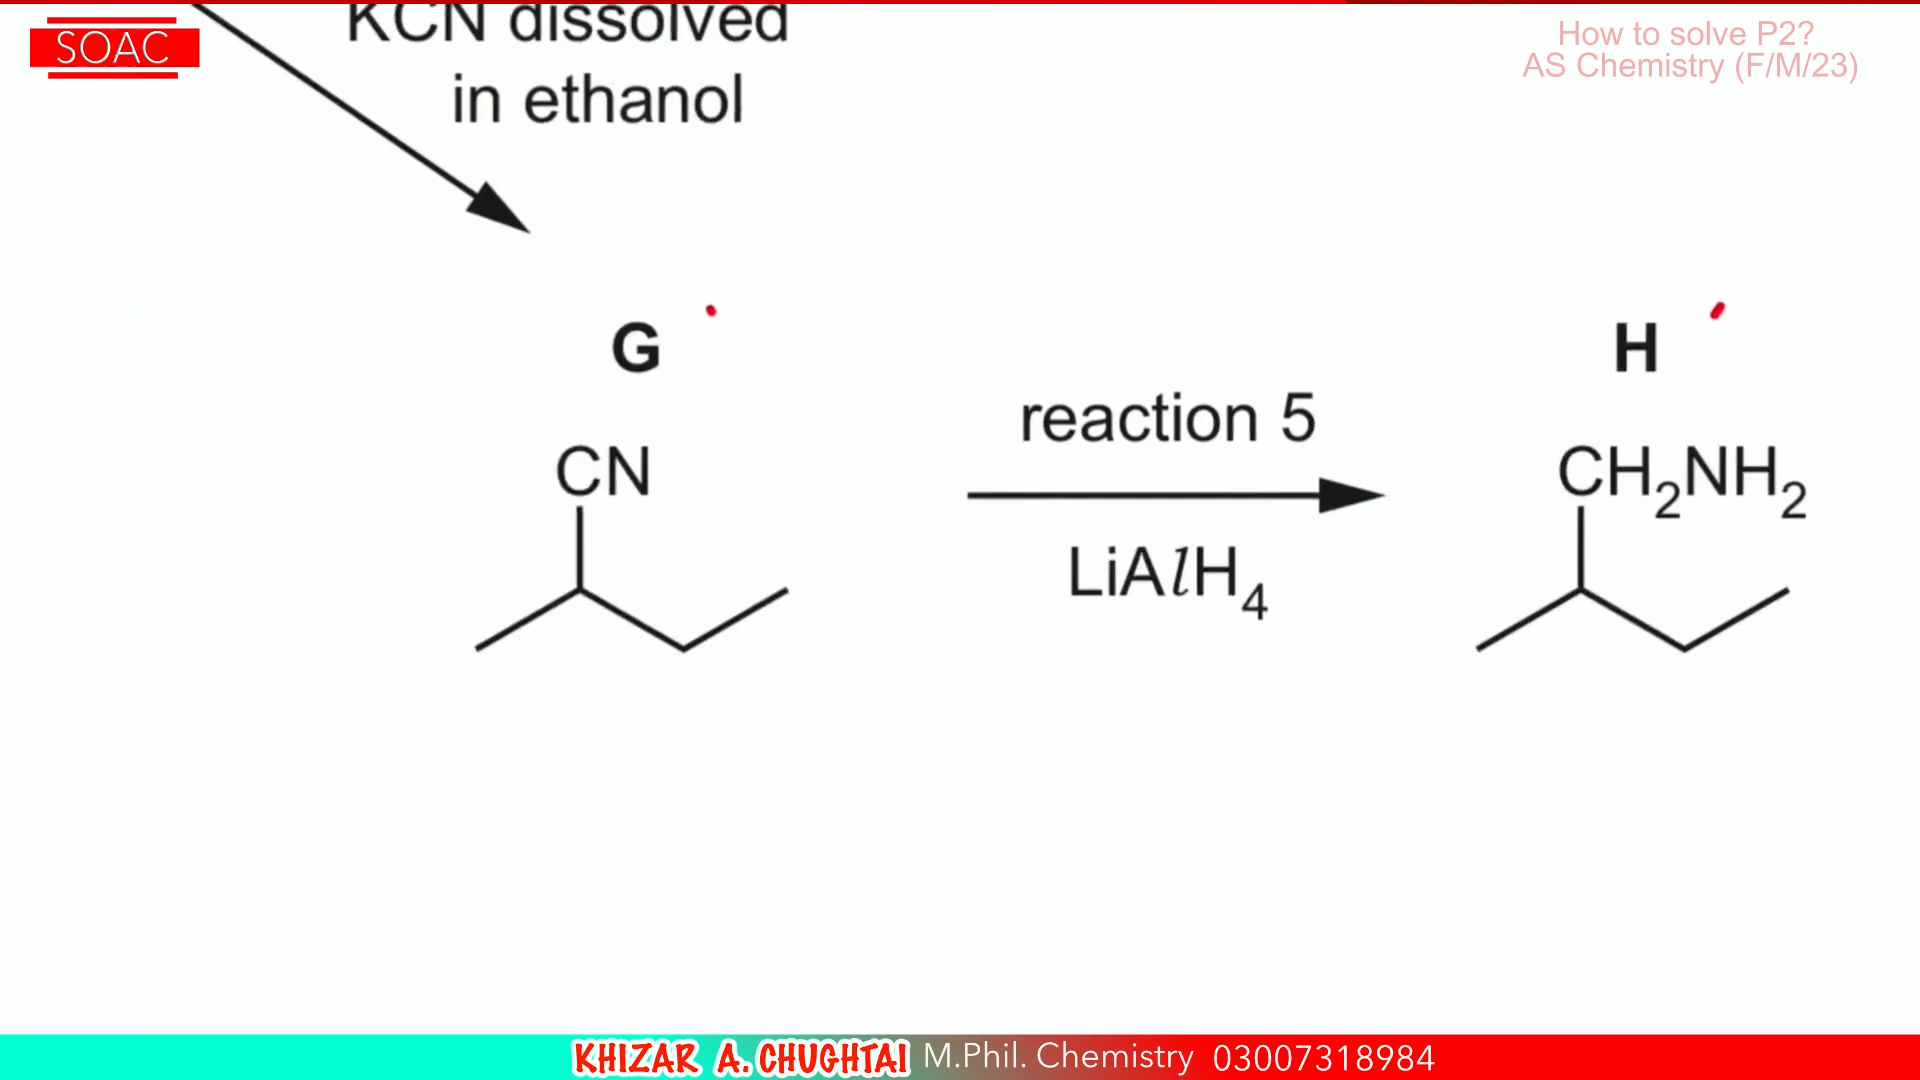 KCN dissolved
in ethanol
SOAC
How to solve P2?
AS Chemistry (F/M/23)
G
H
CN
reaction 5
LiAlH4
CH2NH2
KHIZAR A. CHUGHTAI M.Phil. Chemistry 03007318984